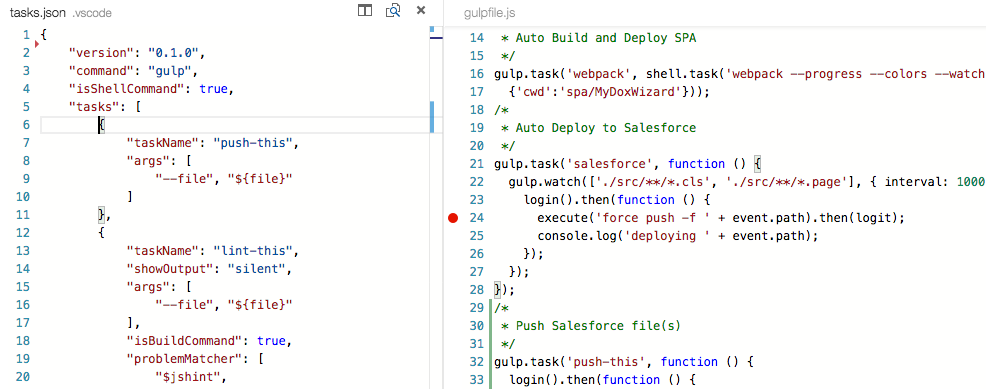 tasks.json .vscode
1 {
2 "version": "0.1.0",
3 "command": "gulp",
4 "isShellCommand": true,
5 "tasks": [
6 {
7 "taskName": "push-this",
8 "args": [
9 "--file", "${file}"
10 ]
11 },
12 {
13 "taskName": "lint-this",
14 "showOutput": "silent",
15 "args": [
16 "--file", "${file}"
17 ],
18 "isBuildCommand": true,
19 "problemMatcher": [
20 "$jshint",
gulpfile.js
14 * Auto Build and Deploy SPA
15 */
16 gulp.task('webpack', shell.task('webpack --progress --colors --watch
17 {'cwd':'spa/MyDoxWizard'}));
18 /*
19 * Auto Deploy to Salesforce
20 */
21 gulp.task('salesforce', function () {
22 gulp.watch(['./src/**/*.cls', './src/**/*.page'], { interval: 1000
23 login().then(function () {
24 execute('force push -f ' + event.path).then(logit);
25 console.log('deploying ' + event.path);
26 });
27 });
28 });
29 /*
30 * Push Salesforce file(s)
31 */
32 gulp.task('push-this', function () {
33 login().then(function () {